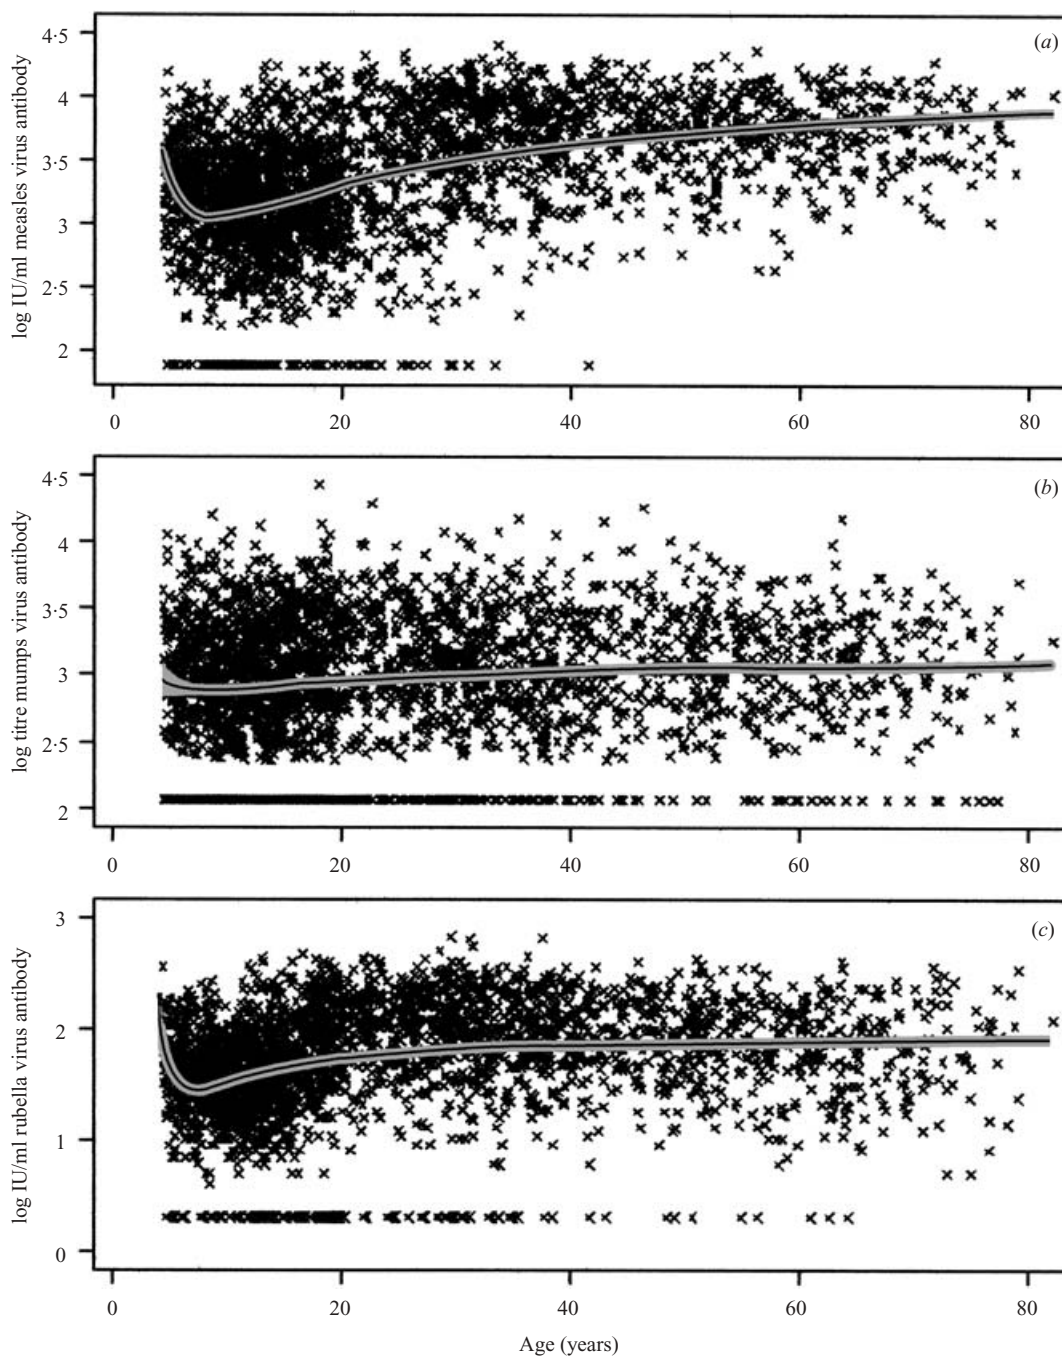 (a)
log IU/ml measles virus antibody
4·5
4
3·5
3
2·5
2
0 20 40 60 80
(b)
log titre mumps virus antibody
4·5
4
3·5
3
2·5
2
0 20 40 60 80
(c)
log IU/ml rubella virus antibody
3
2
1
0
0 20 40 60 80
Age (years)